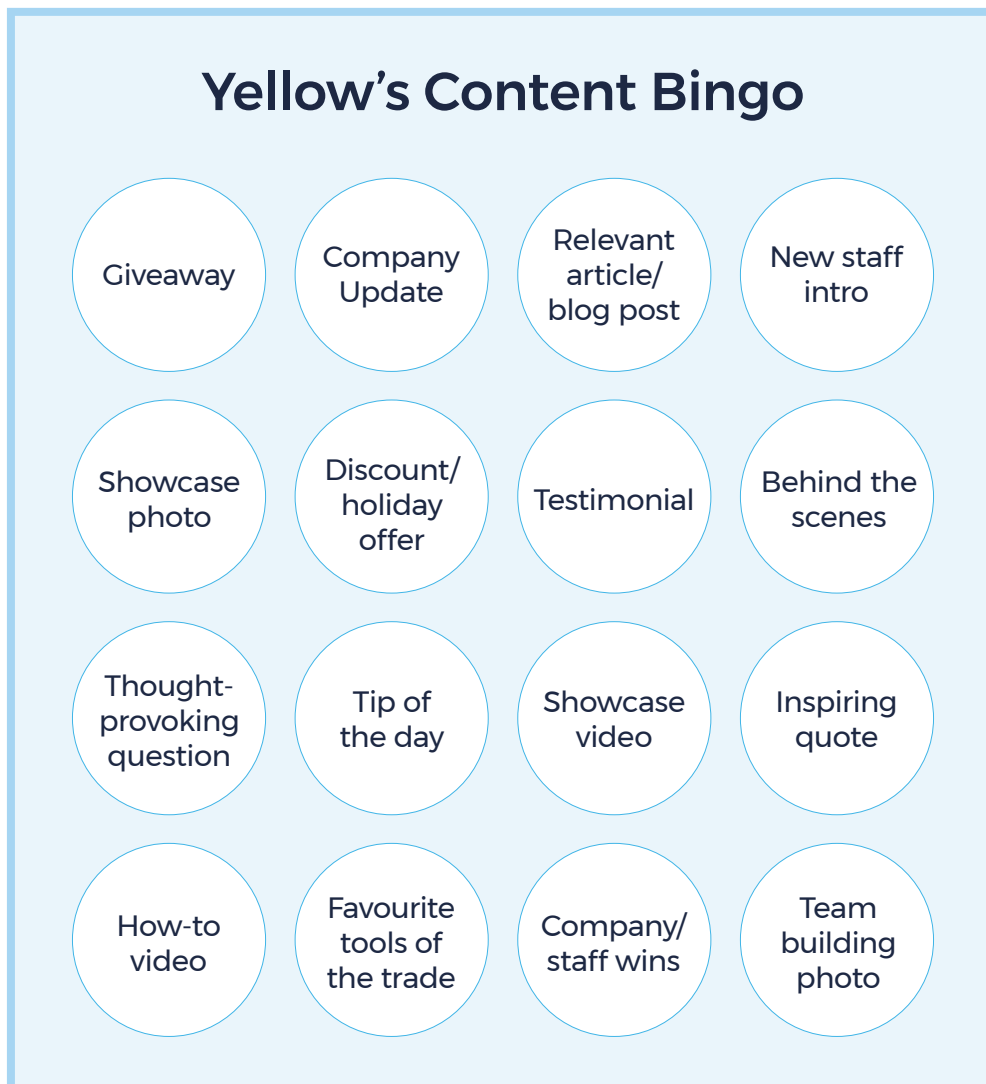 Yellow’s Content Bingo
Giveaway
Company
Update
Relevant
article/
blog post
New staff
intro
Showcase
photo
Discount/
holiday
offer
Testimonial
Behind the
scenes
Thought-
provoking
question
Tip of
the day
Showcase
video
Inspiring
quote
How-to
video
Favourite
tools of
the trade
Company/
staff wins
Team
building
photo